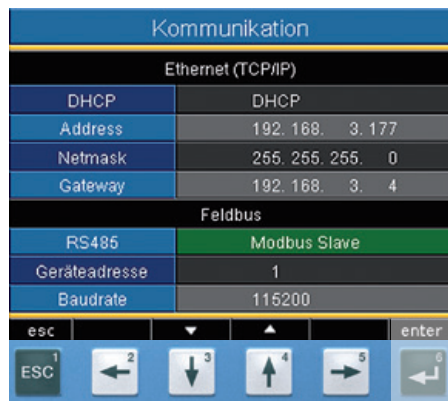 Kommunikation
Ethernet (TCP/IP)
DHCP DHCP
Address 192. 168. 3. 177
Netmask 255. 255. 255. 0
Gateway 192. 168. 3. 4
Feldbus
RS485 Modbus Slave
Geräteadresse 1
Baudrate 115200
esc enter
ESC 1 2 3 4 5 6